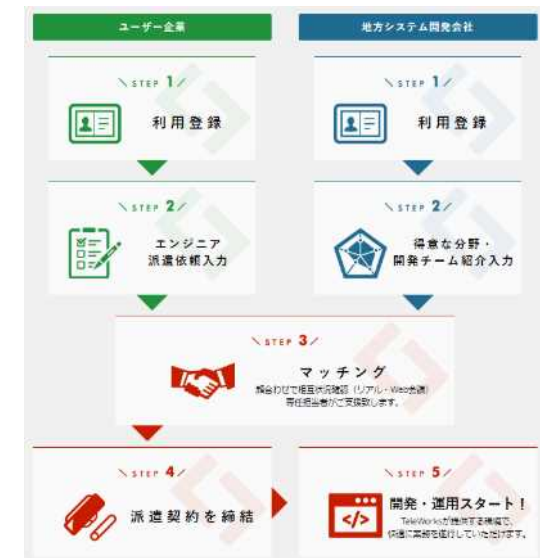 ユーザー企業
地方システム開発会社
STEP 1
利用登録
STEP 1
利用登録
STEP 2
エンジニア
派遣依頼入力
STEP 2
得意な分野・
開発チーム紹介入力
STEP 3
マッチング
顔合わせで相互状況確認（リアル・Web会議）
専任担当者がご支援致します。
STEP 4
派遣契約を締結
STEP 5
開発・運用スタート！
TeleWorksが提供する環境で、
快適に業務を遂行していただけます。